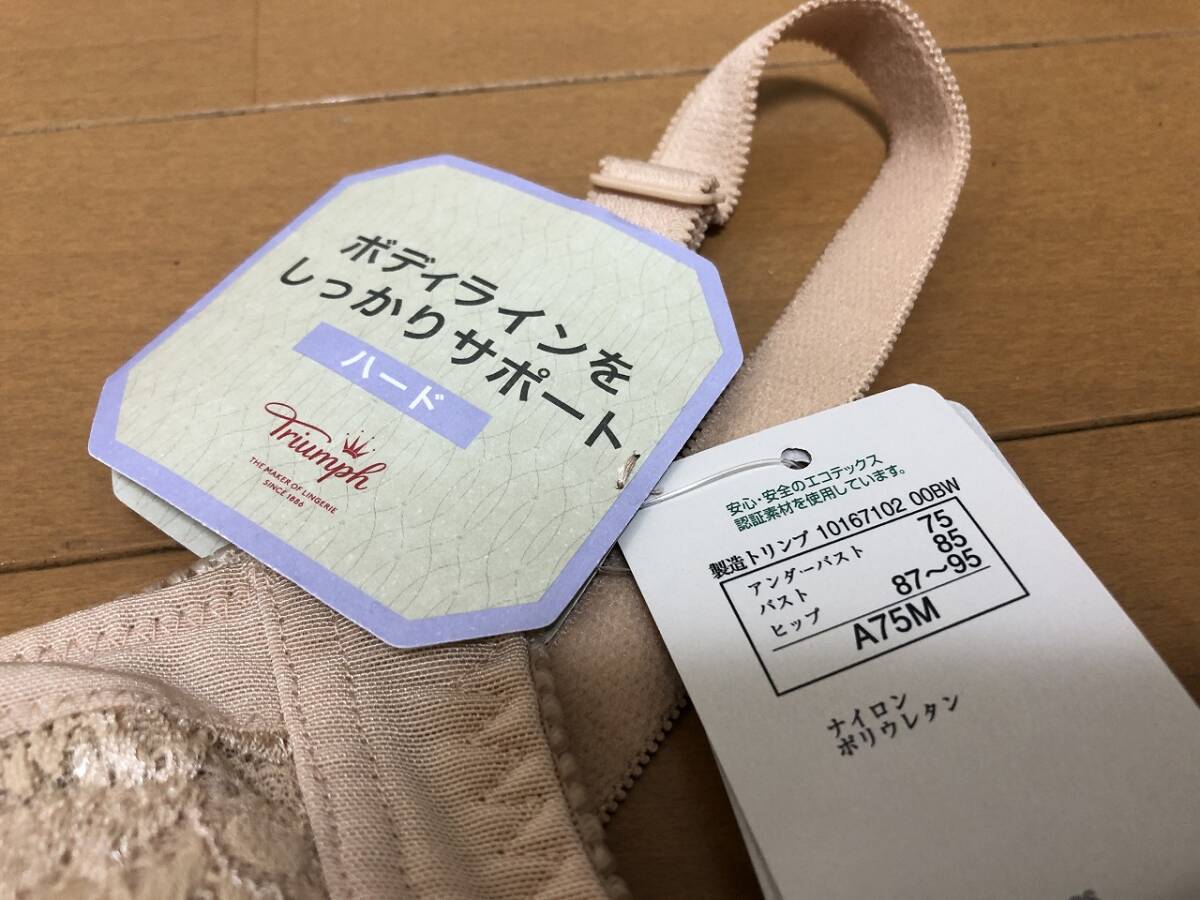 ボディラインを
しっかりサポート
ハード
Triumph
THE MAKER OF LINGERIE
SINCE 1886
安心・安全のエコテックス
認証素材を使用しています。
製造トリンプ 10167102 00BW
アンダーバスト 75
バスト 85
ヒップ 87〜95
A75M
ナイロン
ポリウレタン